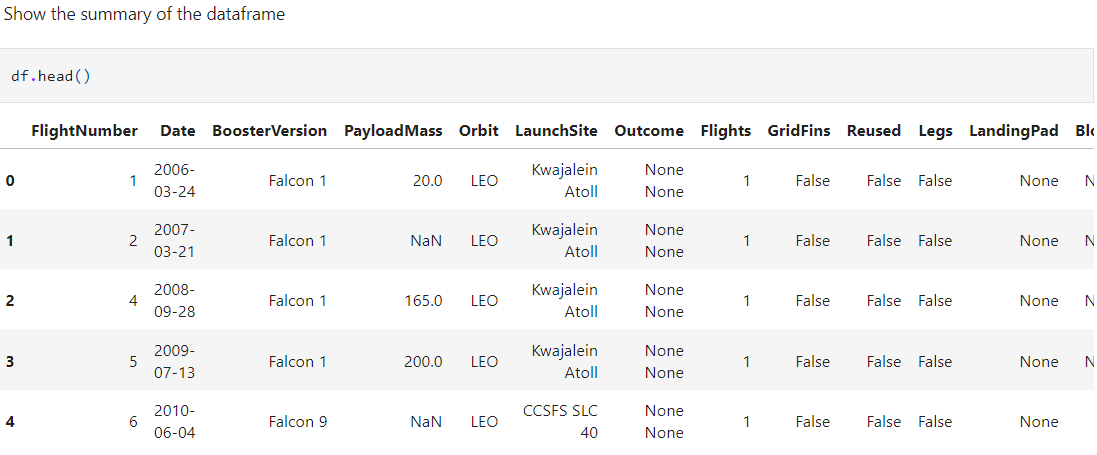 Show the summary of the dataframe
df.head()
FlightNumber Date BoosterVersion PayloadMass Orbit LaunchSite Outcome Flights GridFins Reused Legs LandingPad Blo
0 1 2006-03-24 Falcon 1 20.0 LEO Kwajalein Atoll None None 1 False False False None N
1 2 2007-03-21 Falcon 1 NaN LEO Kwajalein Atoll None None 1 False False False None N
2 4 2008-09-28 Falcon 1 165.0 LEO Kwajalein Atoll None None 1 False False False None N
3 5 2009-07-13 Falcon 1 200.0 LEO Kwajalein Atoll None None 1 False False False None N
4 6 2010-06-04 Falcon 9 NaN LEO CCSFS SLC 40 None None 1 False False False None